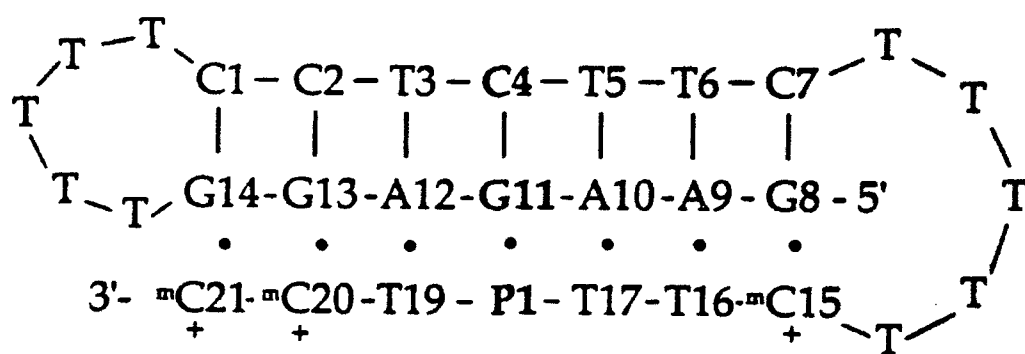 T T
T C1 – C2 – T3 – C4 – T5 – T6 – C7 T
T T
T G14-G13-A12-G11-A10-A9-G8-5' T
T
3'- ᵐC21-ᵐC20-T19-P1-T17-T16-ᵐC15 T
+ + + T